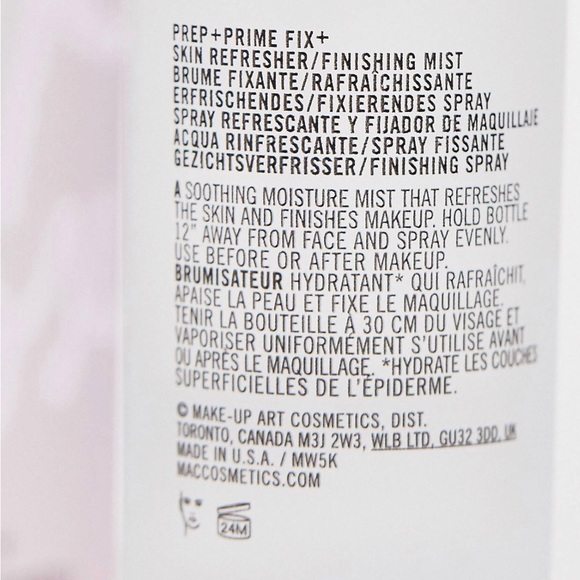 PREP+PRIME FIX+
SKIN REFRESHER/FINISHING MIST
BRUME FIXANTE/RAFRAÎCHISSANTE
ERFRISCHENDES/FIXIERENDES SPRAY
SPRAY REFRESCANTE Y FIJADOR DE MAQUILLAJE
ACQUA RINFRESCANTE/SPRAY FISSANTE
GEZICHTSVERFRISSER/FINISHING SPRAY
A SOOTHING MOISTURE MIST THAT REFRESHES
THE SKIN AND FINISHES MAKEUP. HOLD BOTTLE
12" AWAY FROM FACE AND SPRAY EVENLY.
USE BEFORE OR AFTER MAKEUP.
BRUMISATEUR HYDRATANT* QUI RAFRAÎCHIT,
APAISE LA PEAU ET FIXE LE MAQUILLAGE.
TENIR LA BOUTEILLE À 30 CM DU VISAGE ET
VAPORISER UNIFORMÉMENT S'UTILISE AVANT
OU APRÈS LE MAQUILLAGE. *HYDRATE LES COUCHES
SUPERFICIELLES DE L'ÉPIDERME.
© MAKE-UP ART COSMETICS, DIST.
TORONTO, CANADA M3J 2W3, WLB LTD, GU32 3DD, UK
MADE IN U.S.A. / MW5K
MACCOSMETICS.COM
24M